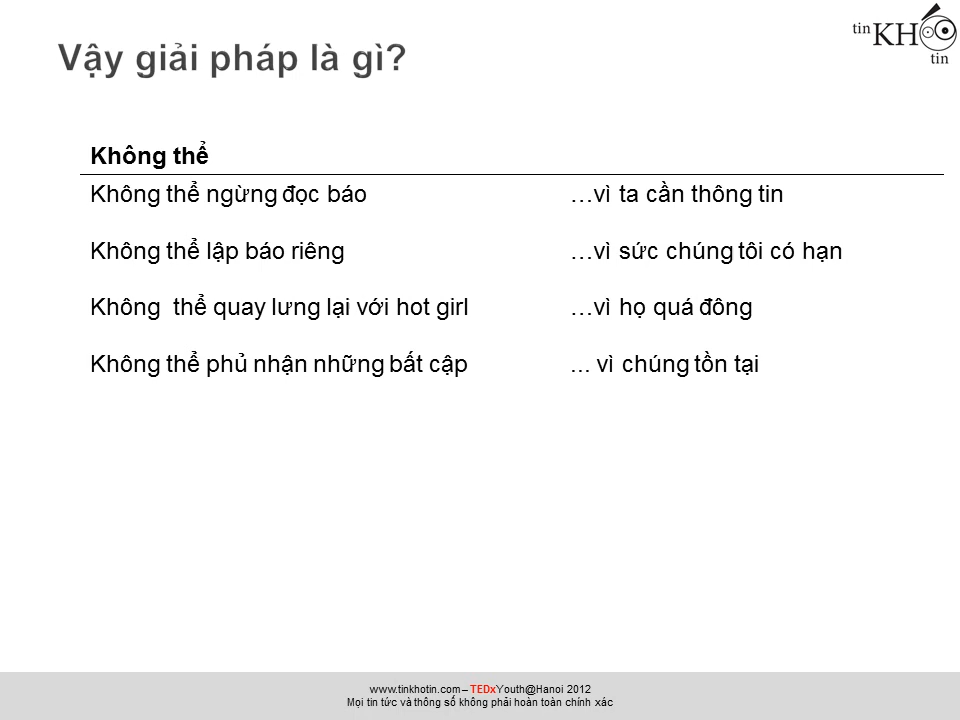 tin KHÓ
tin
Vậy giải pháp là gì?
Không thể
Không thể ngừng đọc báo …vì ta cần thông tin
Không thể lập báo riêng …vì sức chúng tôi có hạn
Không thể quay lưng lại với hot girl …vì họ quá đông
Không thể phủ nhận những bất cập ... vì chúng tồn tại
www.tinkhotin.com – TEDxYouth@Hanoi 2012
Mọi tin tức và thông số không phải hoàn toàn chính xác